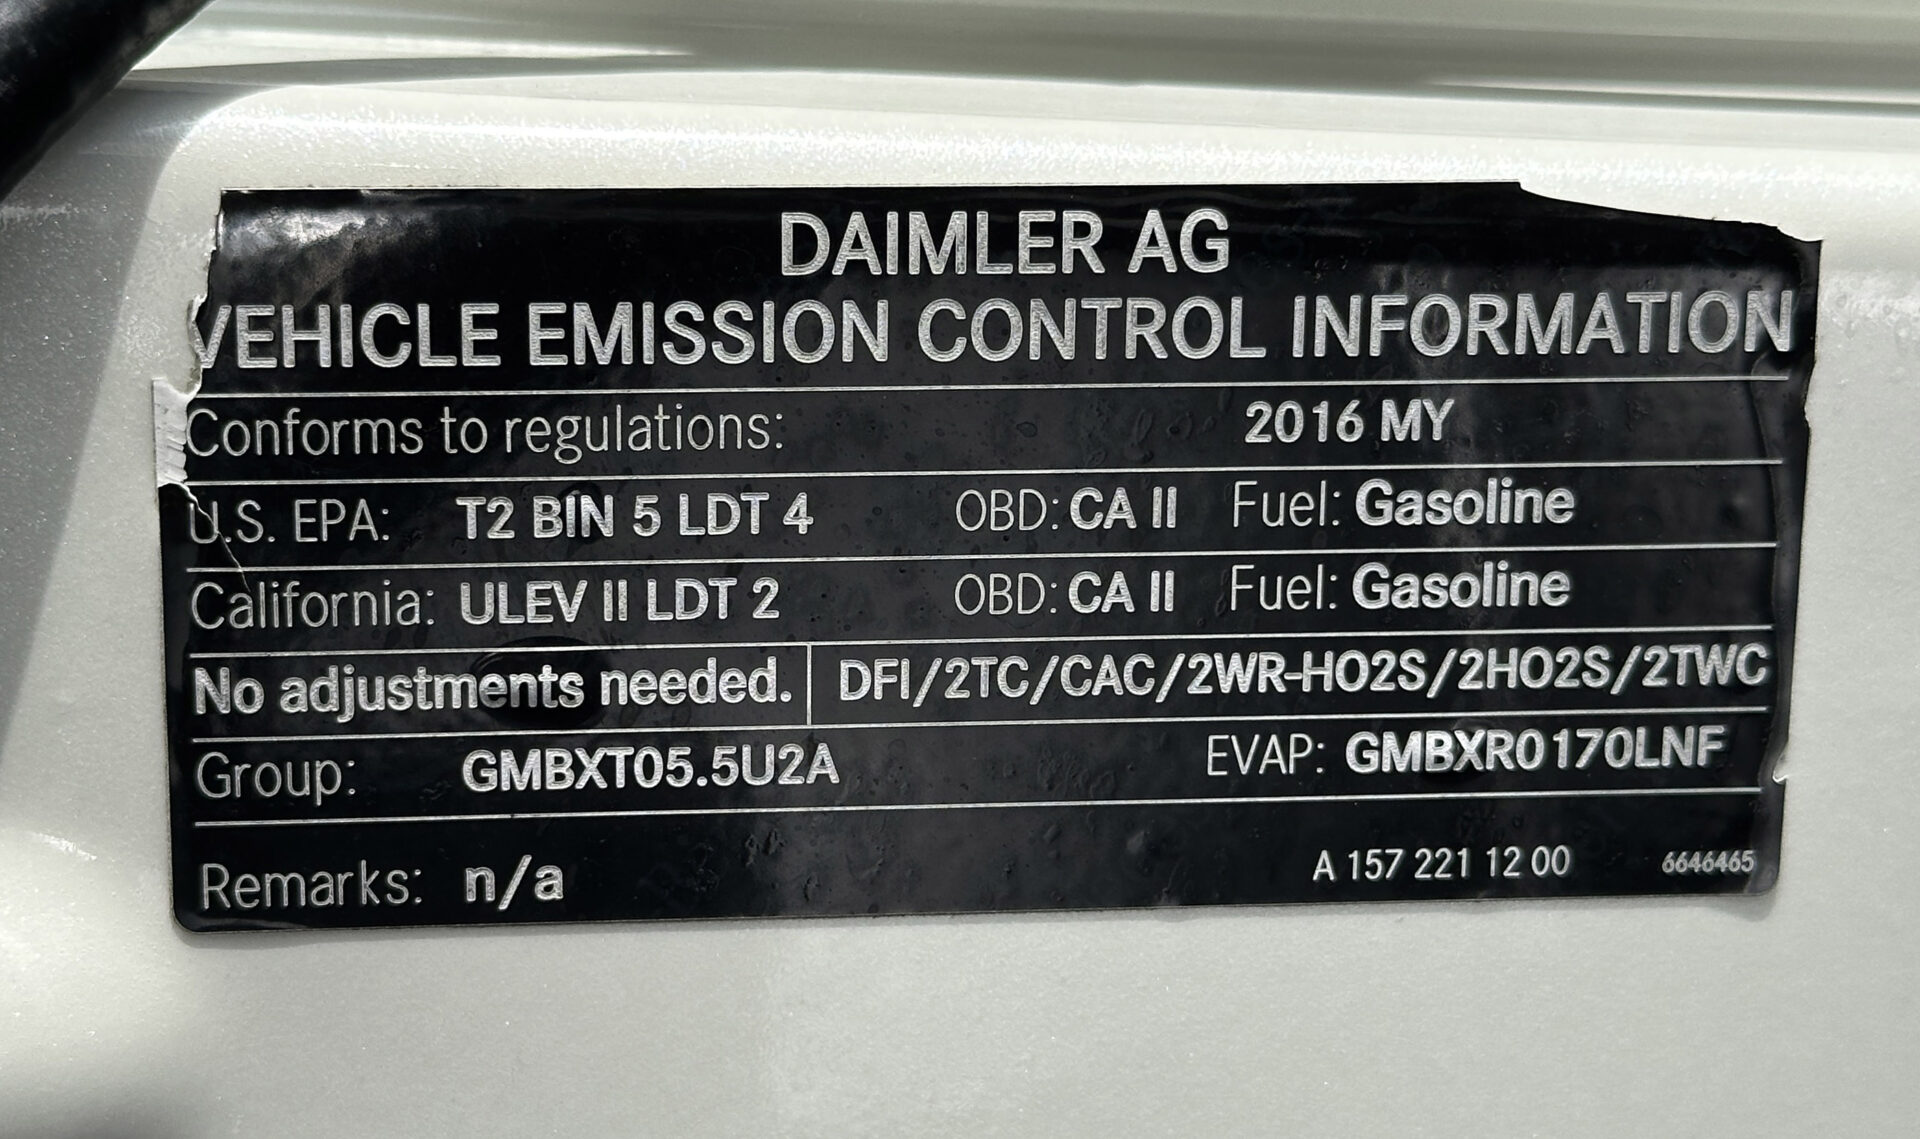 DAIMLER AG
VEHICLE EMISSION CONTROL INFORMATION
Conforms to regulations: 2016 MY
U.S. EPA: T2 BIN 5 LDT 4 OBD: CA II Fuel: Gasoline
California: ULEV II LDT 2 OBD: CA II Fuel: Gasoline
No adjustments needed. DFI/2TC/CAC/2WR-HO2S/2HO2S/2TWC
Group: GMBXT05.5U2A EVAP: GMBXR0170LNF
Remarks: n/a A 157 221 12 00 6646465